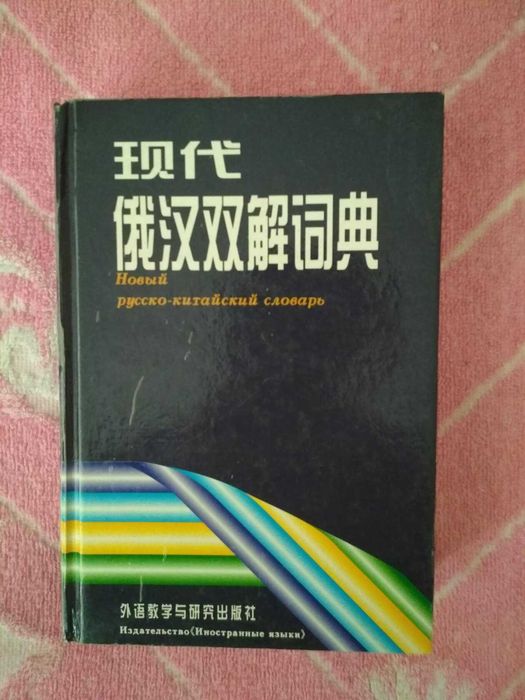 现代
俄汉双解词典
Новый
русско-китайский словарь
外语教学与研究出版社
Издательство《Иностранные языки》